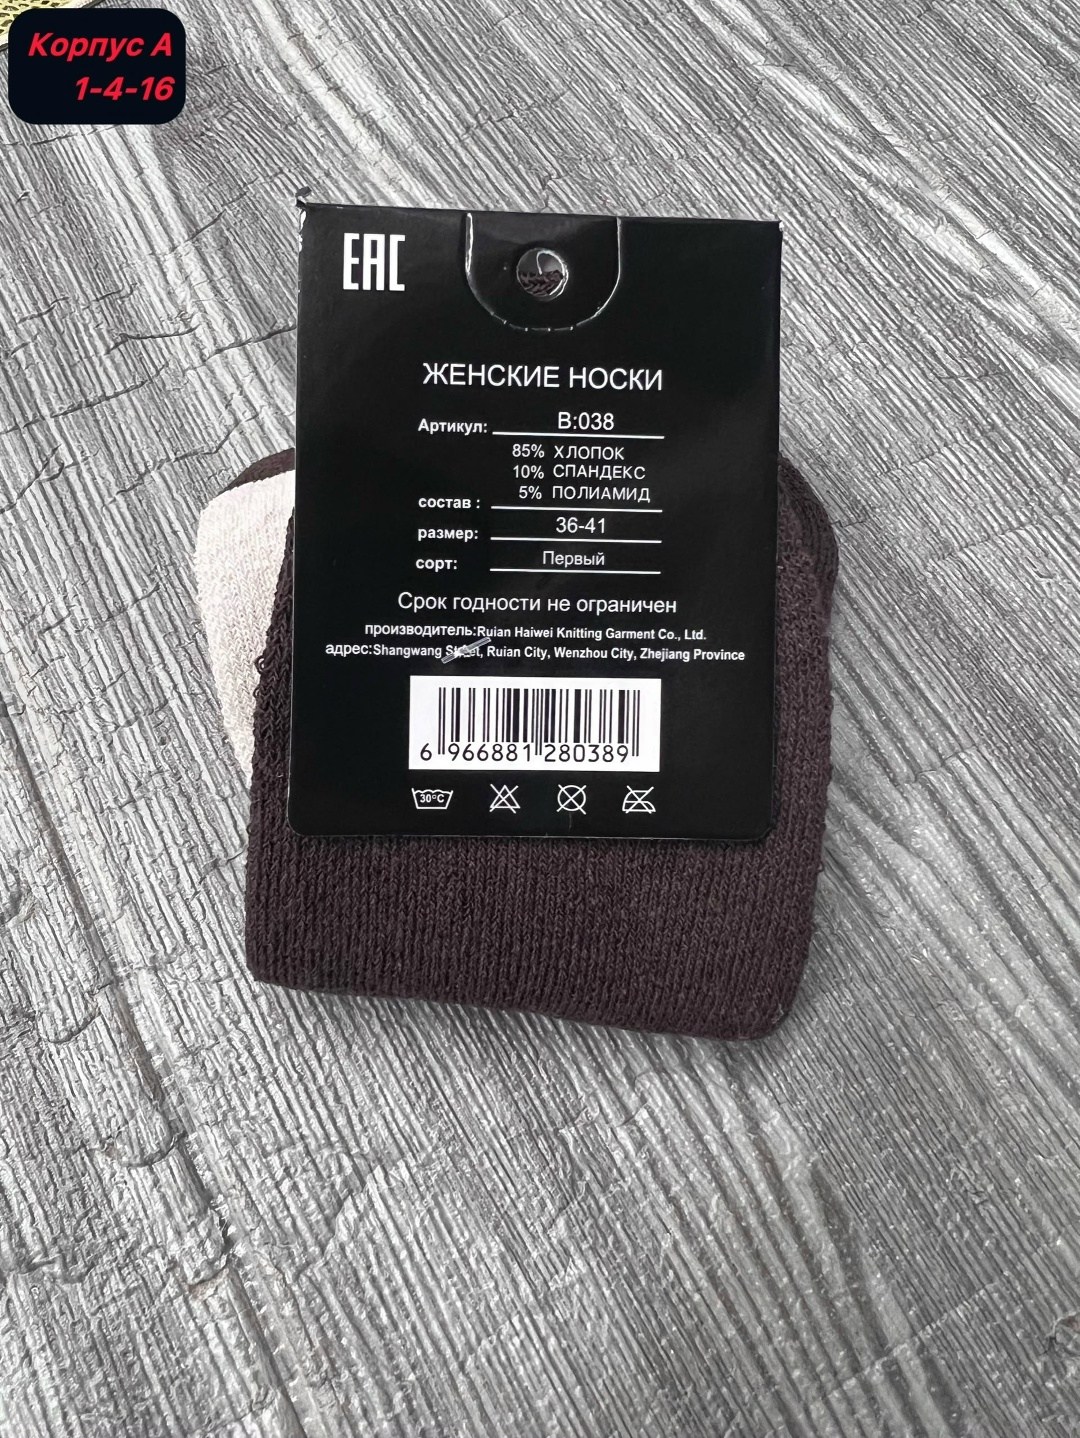 Корпус А
1-4-16
EAC
ЖЕНСКИЕ НОСКИ
Артикул: B:038
85% ХЛОПОК
10% СПАНДЕКС
состав : 5% ПОЛИАМИД
размер: 36-41
сорт: Первый
Срок годности не ограничен
производитель:Ruian Haiwei Knitting Garment Co., Ltd.
адрес:Shangwang Street, Ruian City, Wenzhou City, Zhejiang Province
6 966881 280389
30°C